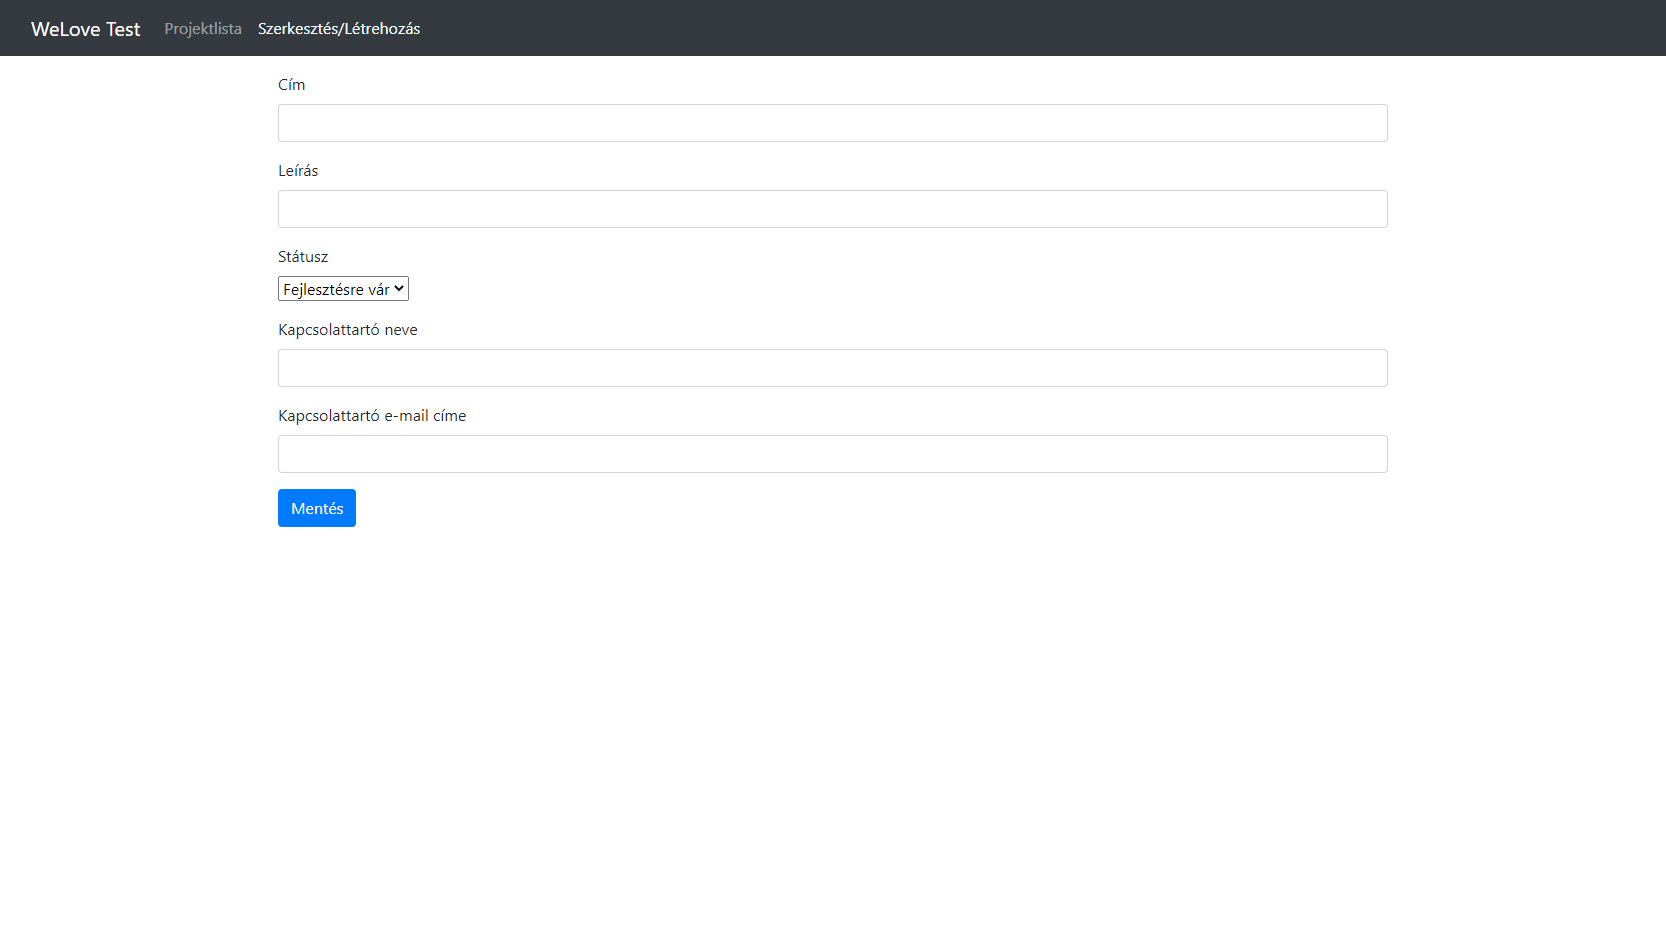 WeLove Test Projektlista Szerkesztés/Létrehozás
Cím
Leírás
Státusz
Fejlesztésre vár
Kapcsolattartó neve
Kapcsolattartó e-mail címe
Mentés